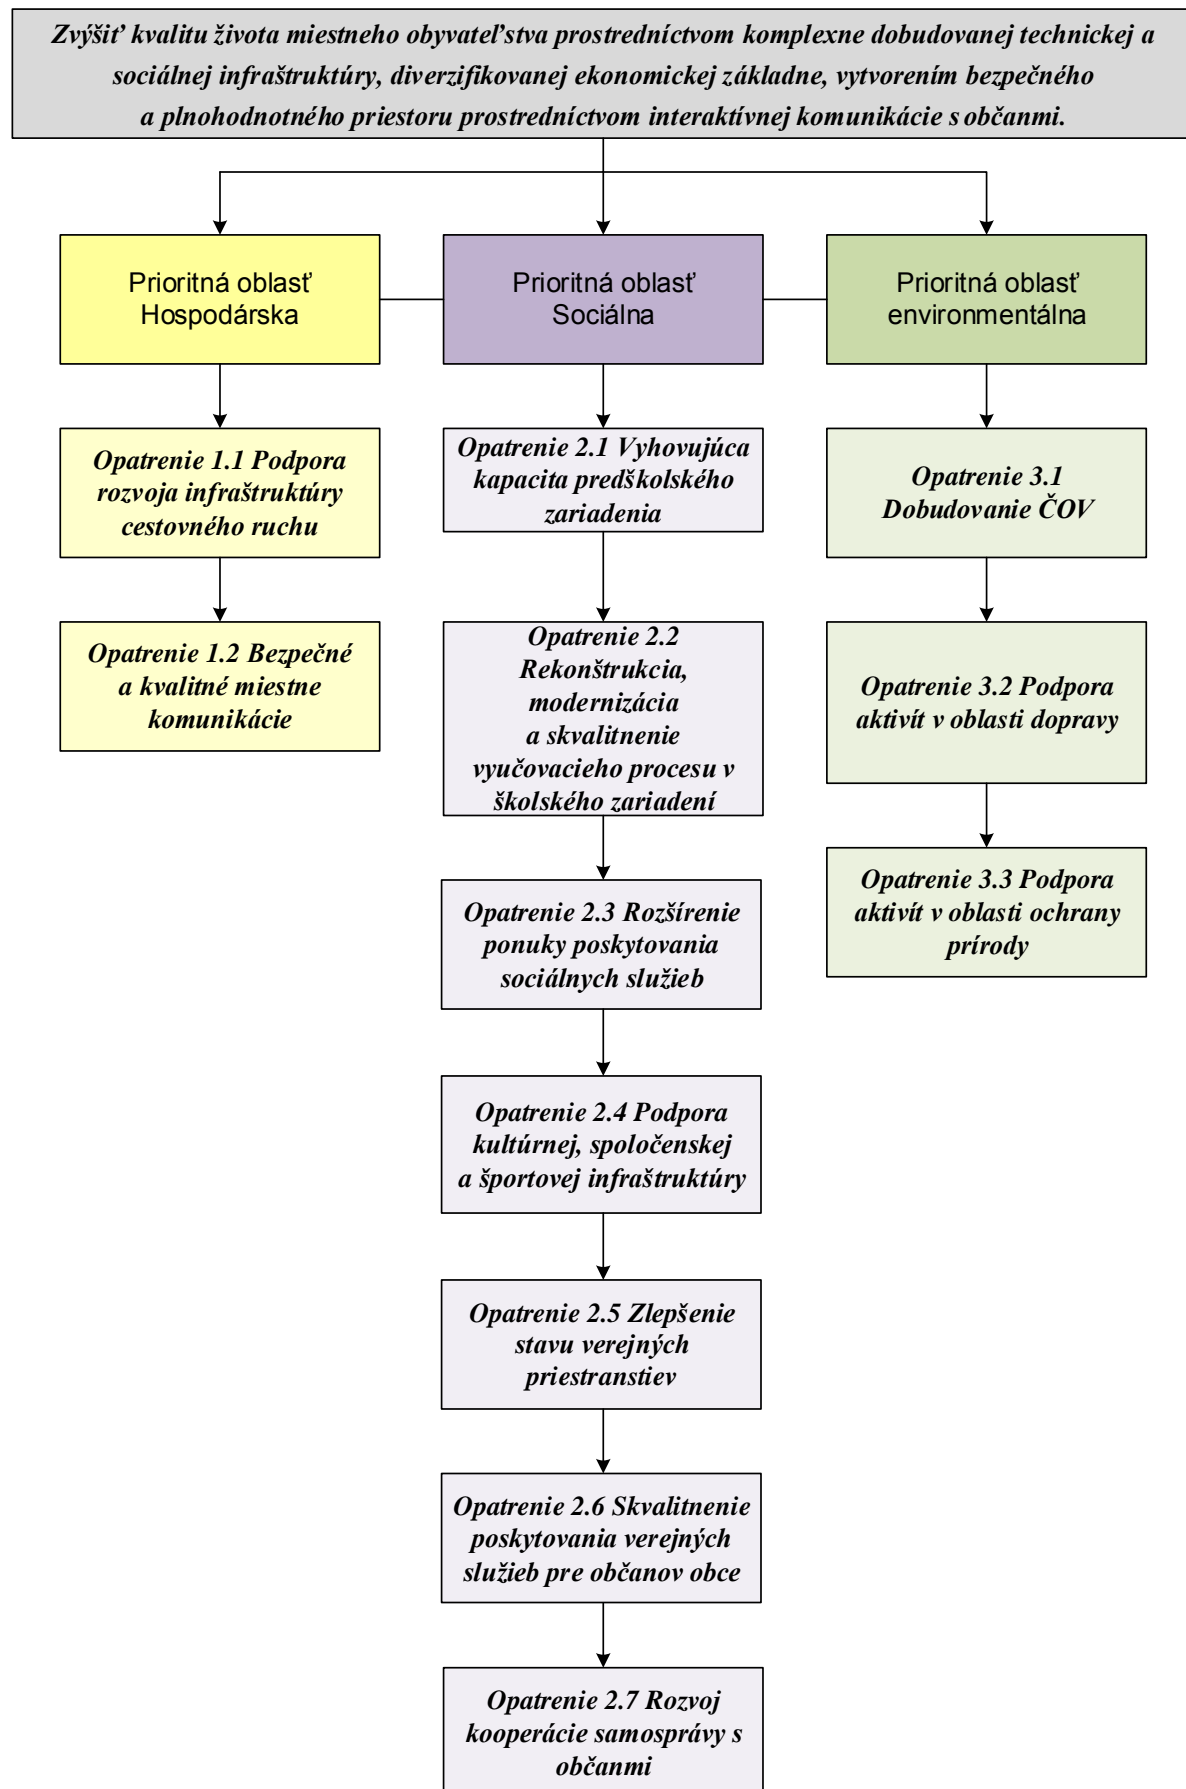 Zvýšiť kvalitu života miestneho obyvateľstva prostredníctvom komplexne dobudovanej technickej a
sociálnej infraštruktúry, diverzifikovanej ekonomickej základne, vytvorením bezpečného
a plnohodnotného priestoru prostredníctvom interaktívnej komunikácie s občanmi.
Prioritná oblasť
Hospodárska
Prioritná oblasť
Sociálna
Prioritná oblasť
environmentálna
Opatrenie 1.1 Podpora
rozvoja infraštruktúry
cestovného ruchu
Opatrenie 1.2 Bezpečné
a kvalitné miestne
komunikácie
Opatrenie 2.1 Vyhovujúca
kapacita predškolského
zariadenia
Opatrenie 2.2
Rekonštrukcia,
modernizácia
a skvalitnenie
vyučovacieho procesu v
školského zariadení
Opatrenie 2.3 Rozšírenie
ponuky poskytovania
sociálnych služieb
Opatrenie 2.4 Podpora
kultúrnej, spoločenskej
a športovej infraštruktúry
Opatrenie 2.5 Zlepšenie
stavu verejných
priestranstiev
Opatrenie 2.6 Skvalitnenie
poskytovania verejných
služieb pre občanov obce
Opatrenie 2.7 Rozvoj
kooperácie samosprávy s
občanmi
Opatrenie 3.1
Dobudovanie ČOV
Opatrenie 3.2 Podpora
aktivít v oblasti dopravy
Opatrenie 3.3 Podpora
aktivít v oblasti ochrany
prírody